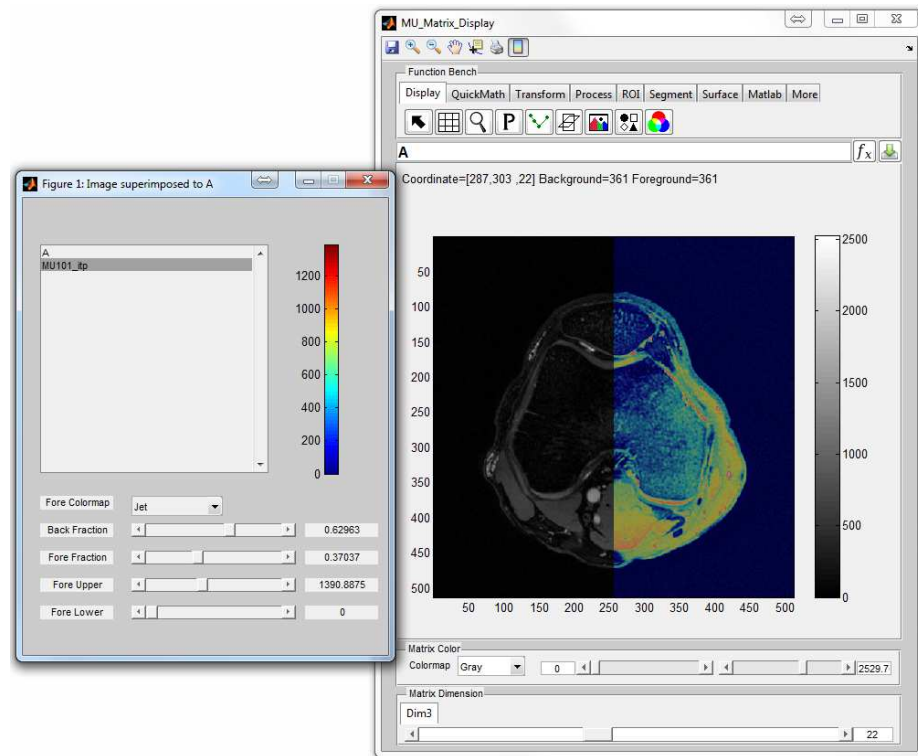 MU_Matrix_Display
Function Bench
Display QuickMath Transform Process ROI Segment Surface Matlab More
P
A
fx
Coordinate=[287,303 ,22] Background=361 Foreground=361
50
100
150
200
250
300
350
400
450
500
50 100 150 200 250 300 350 400 450 500
2500
2000
1500
1000
500
0
Matrix Color
Colormap Gray 0 2529.7
Matrix Dimension
Dim3
22
Figure 1: Image superimposed to A
A
MU101_itp
1200
1000
800
600
400
200
0
Fore Colormap Jet
Back Fraction 0.62963
Fore Fraction 0.37037
Fore Upper 1390.8875
Fore Lower 0